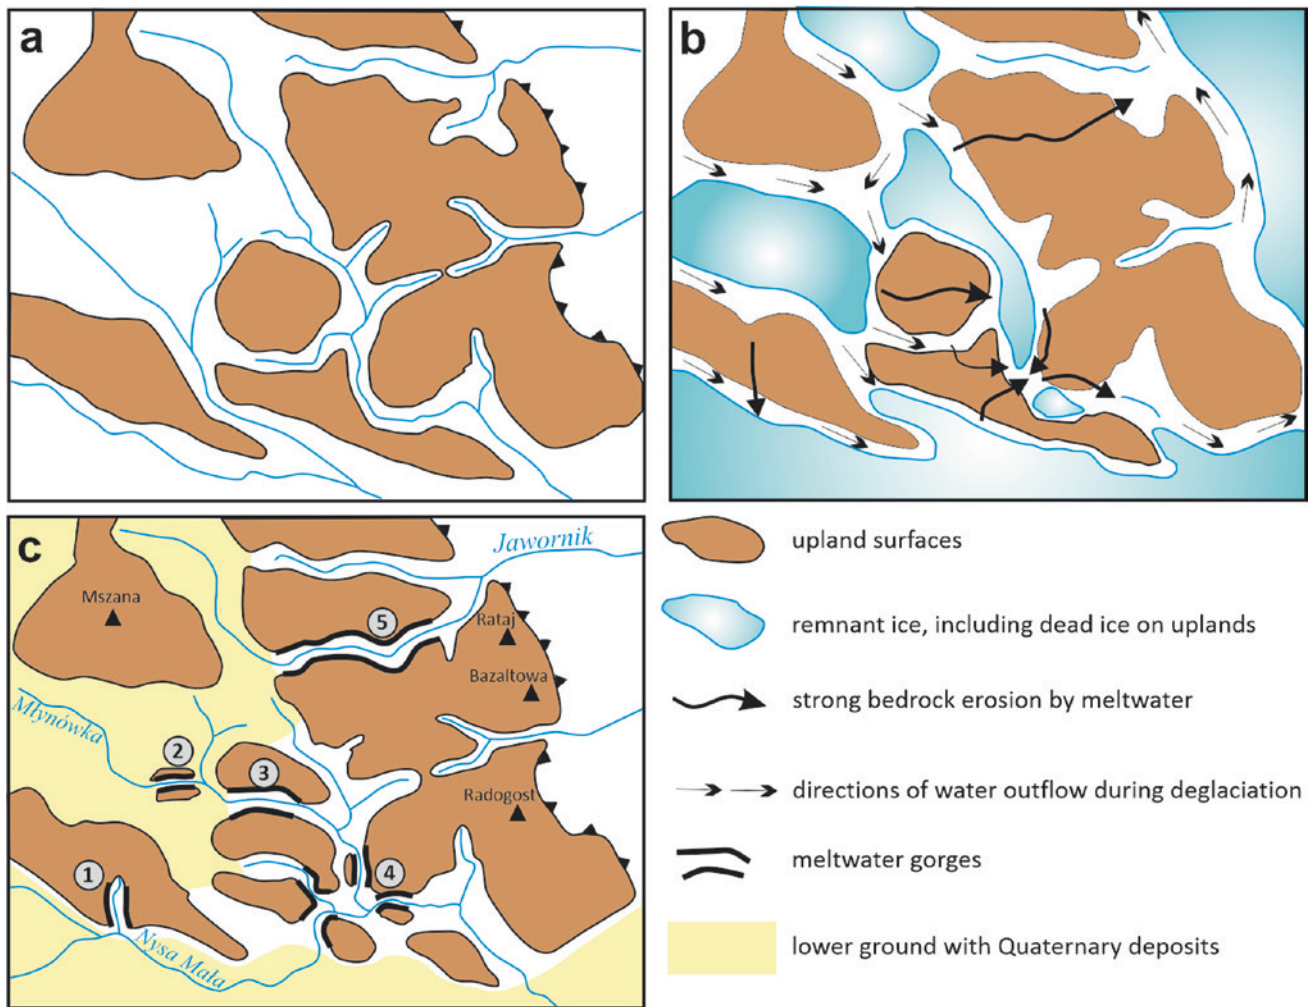 a
b
c
Jawornik
Mszana
5
Rataj
Bazaltowa
Młynówka
2
3
Radogost
1
4
Nysa Mała
upland surfaces
remnant ice, including dead ice on uplands
strong bedrock erosion by meltwater
directions of water outflow during deglaciation
meltwater gorges
lower ground with Quaternary deposits